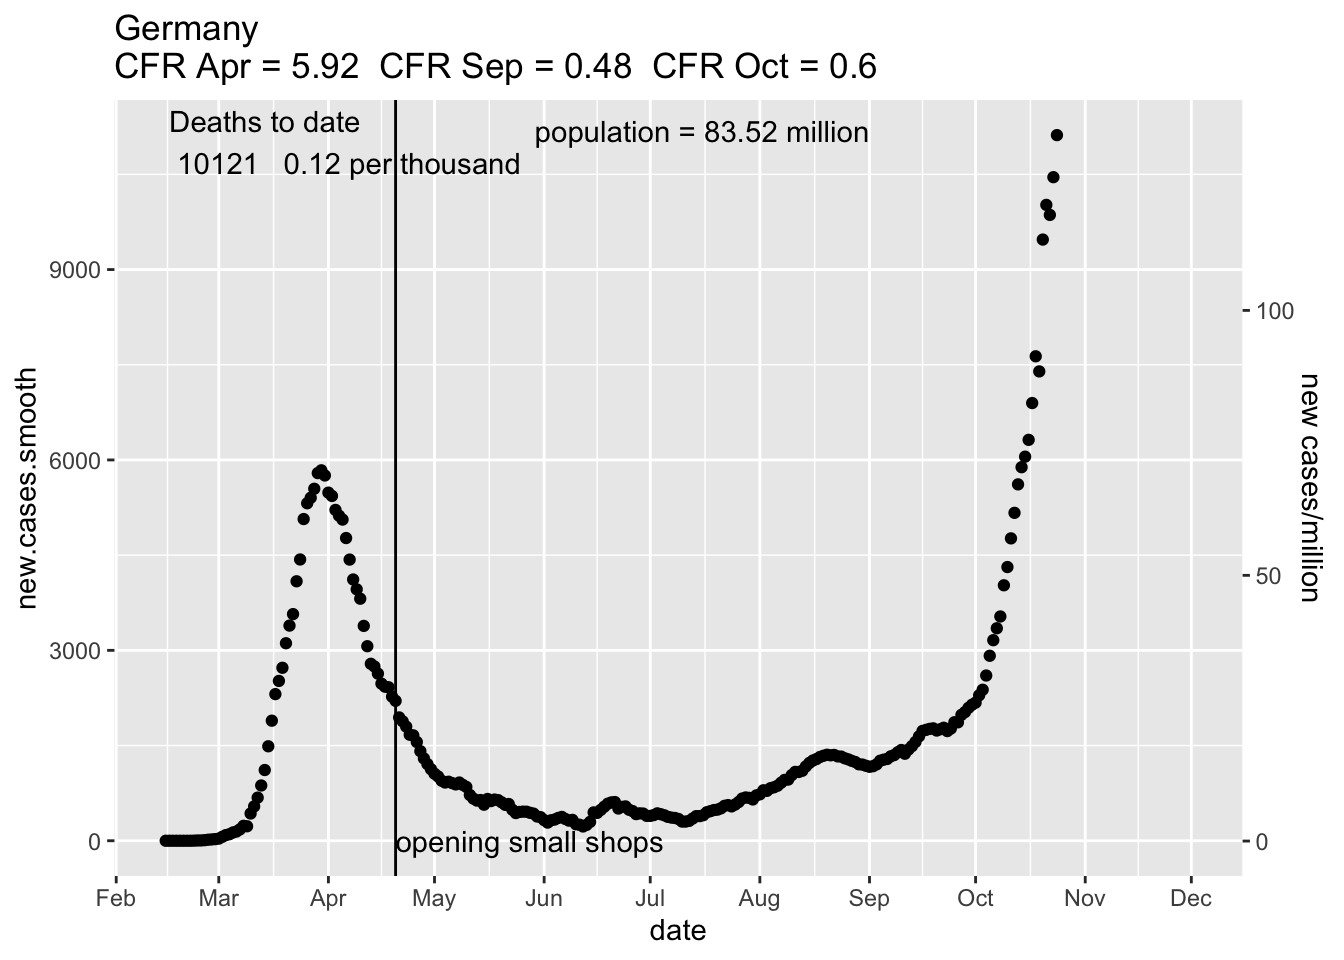 Germany
CFR Apr = 5.92  CFR Sep = 0.48  CFR Oct = 0.6
Deaths to date
10121   0.12 per thousand
population = 83.52 million
9000
6000
3000
0
new.cases.smooth
100
50
0
new cases/million
opening small shops
Feb Mar Apr May Jun Jul Aug Sep Oct Nov Dec
date